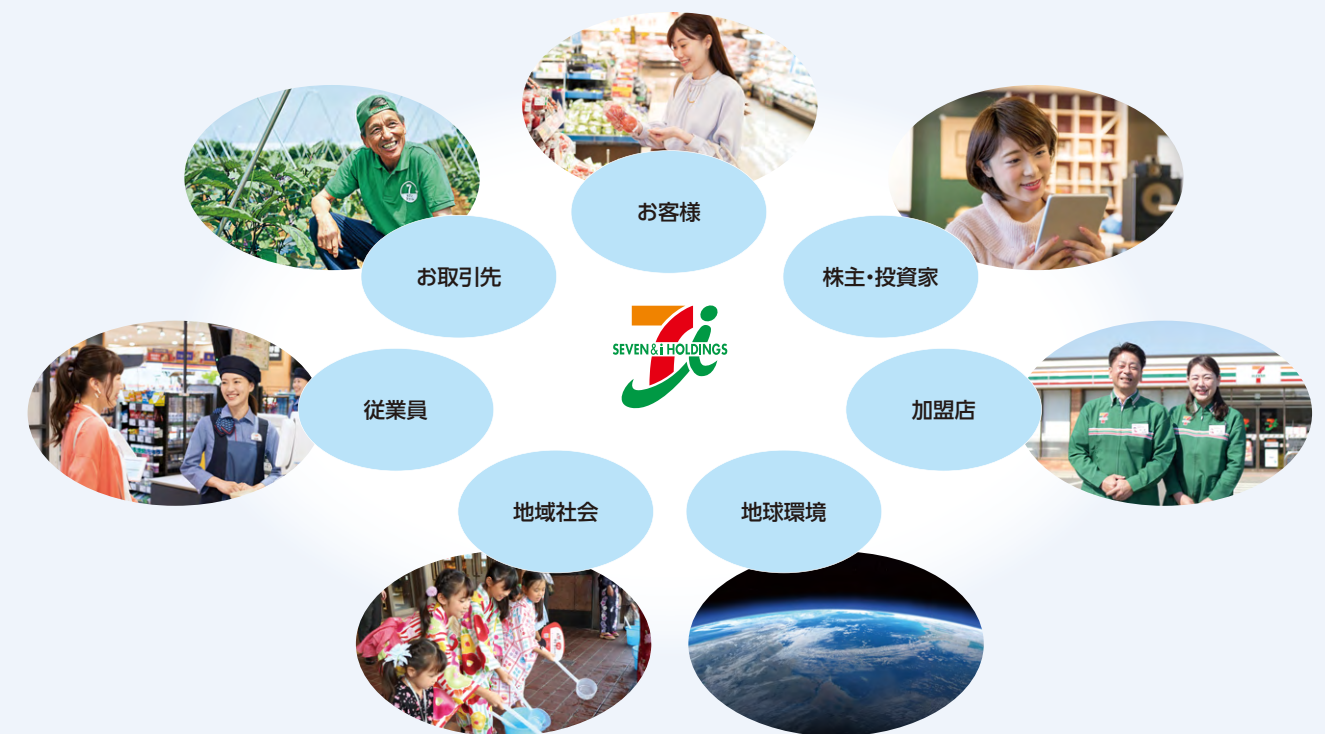 お客様
お取引先
株主・投資家
SEVEN&i HOLDINGS
従業員
加盟店
地域社会
地球環境